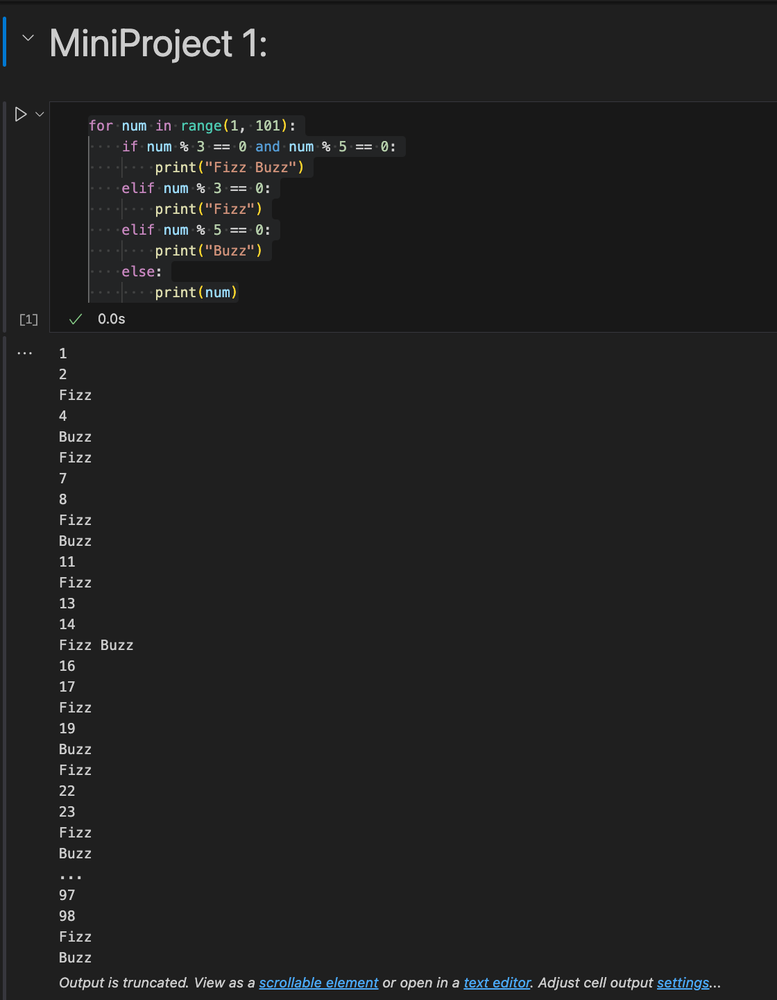 MiniProject 1:
for num in range(1, 101):
    if num % 3 == 0 and num % 5 == 0:
        print("Fizz Buzz")
    elif num % 3 == 0:
        print("Fizz")
    elif num % 5 == 0:
        print("Buzz")
    else:
        print(num)
[1] 0.0s
1
2
Fizz
4
Buzz
Fizz
7
8
Fizz
Buzz
11
Fizz
13
14
Fizz Buzz
16
17
Fizz
19
Buzz
Fizz
22
23
Fizz
Buzz
...
97
98
Fizz
Buzz
Output is truncated. View as a scrollable element or open in a text editor. Adjust cell output settings...